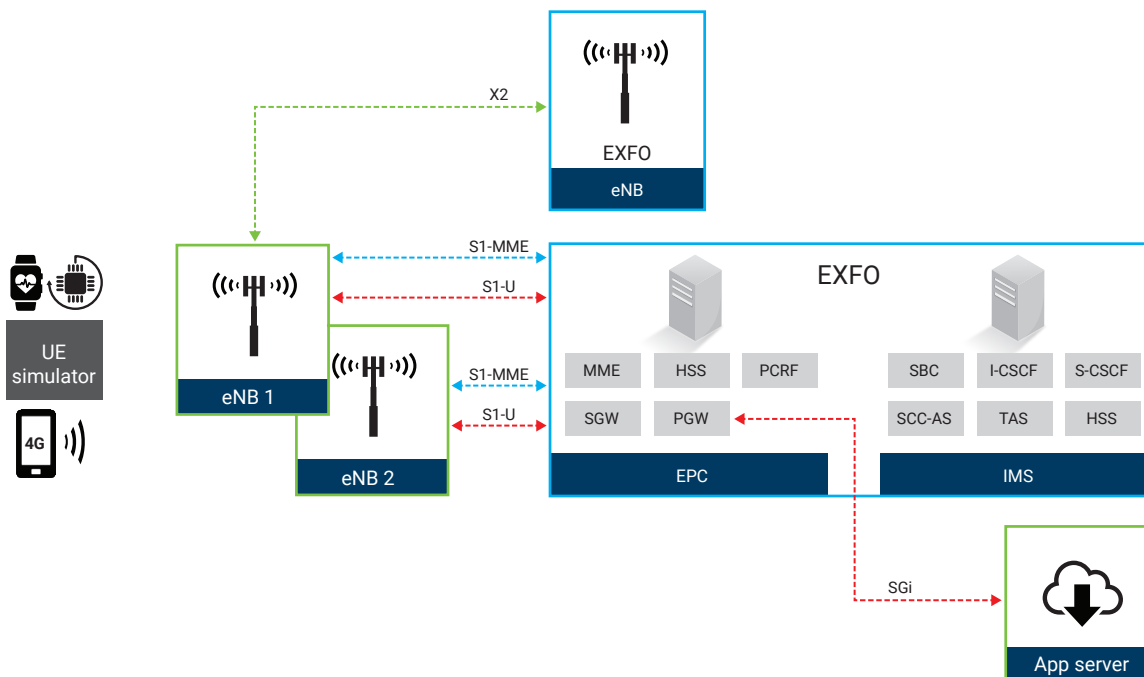 X2
EXFO
eNB
S1-MME
S1-U
EXFO
UE
simulator
4G
eNB 1
eNB 2
S1-MME
S1-U
MME
HSS
PCRF
SGW
PGW
EPC
SBC
I-CSCF
S-CSCF
SCC-AS
TAS
HSS
IMS
SGi
App server